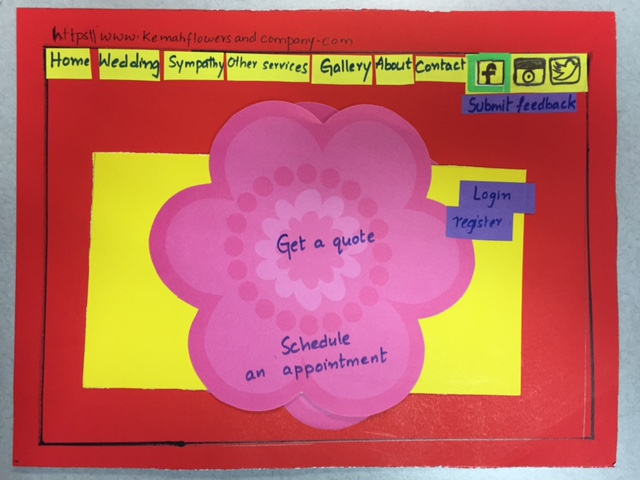 https\\www.kemahflowersandcompany.com
Home Wedding Sympathy Other services Gallery About Contact f
Submit feedback
Login
register
Get a quote
Schedule
an appointment